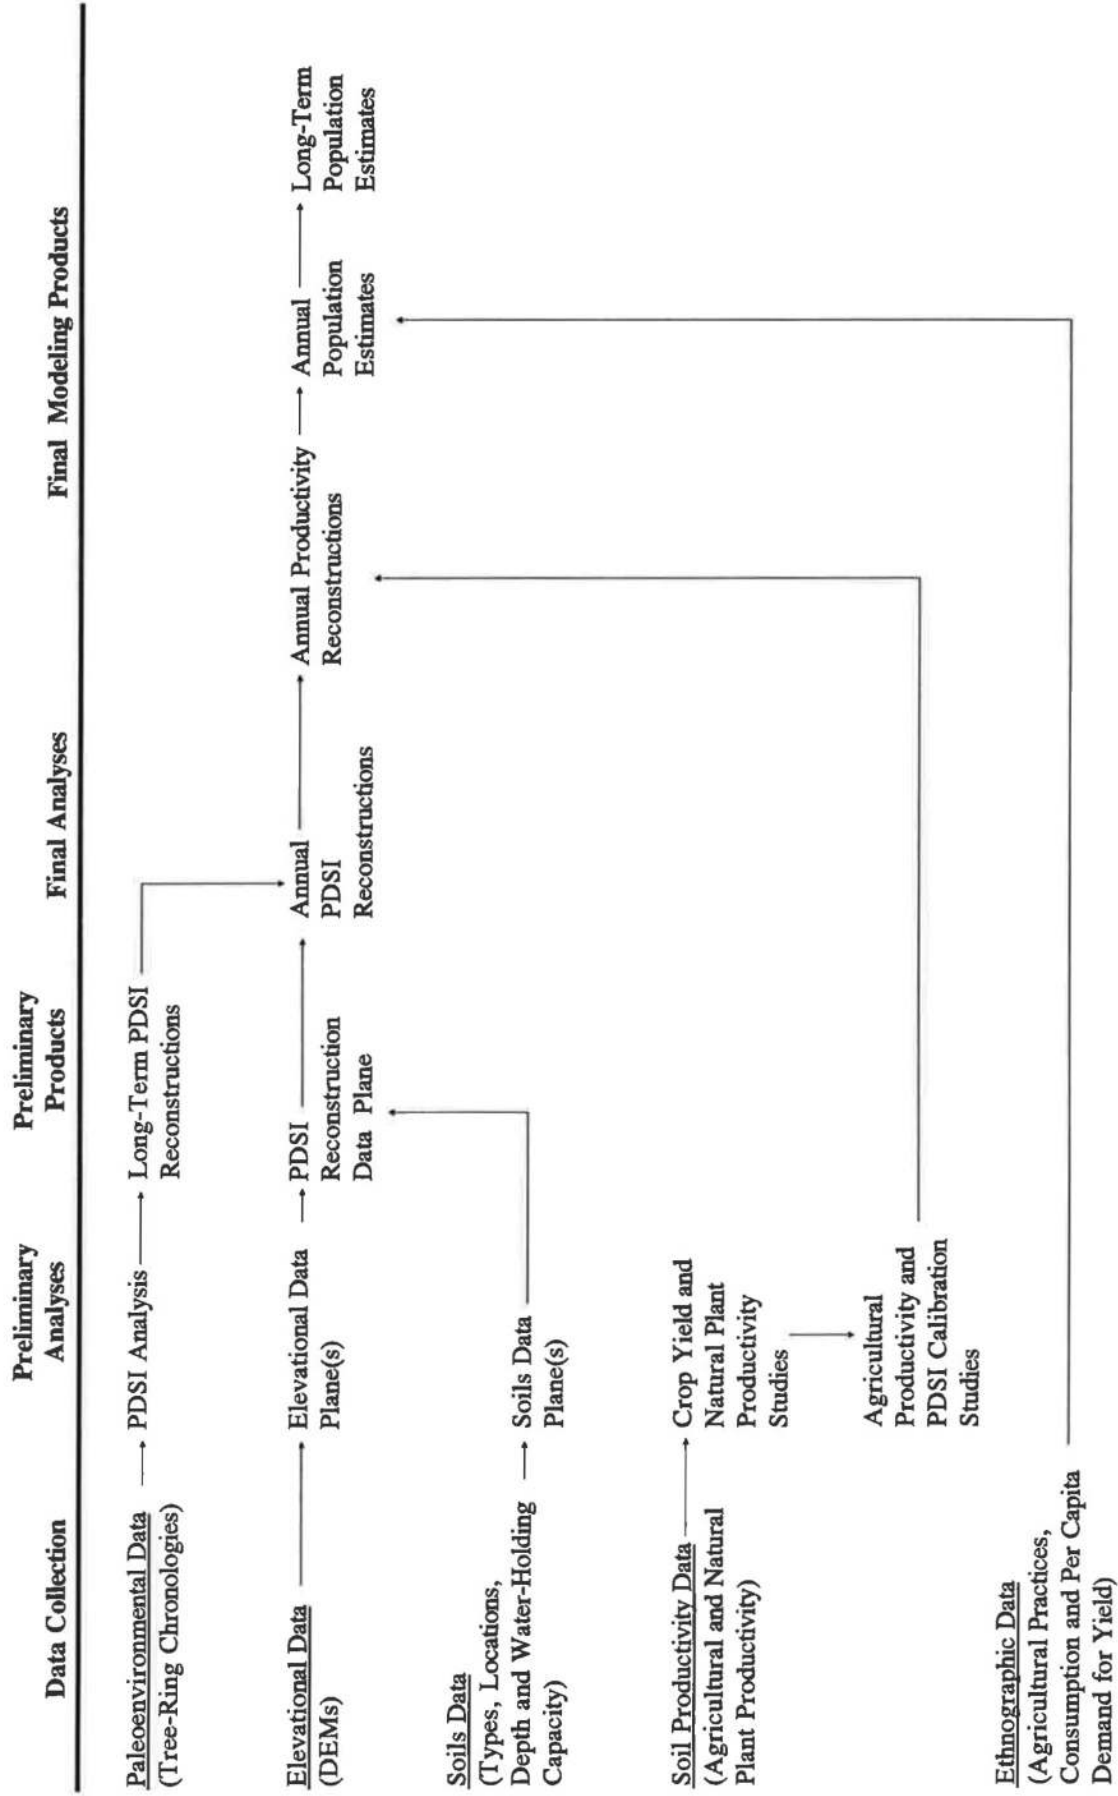 Data Collection
Preliminary
Analyses
Preliminary
Products
Final Analyses
Final Modeling Products
Paleoenvironmental Data
(Tree-Ring Chronologies)
PDSI Analysis
Long-Term PDSI
Reconstructions
Elevational Data
(DEMs)
Elevational Data
Plane(s)
PDSI
Reconstruction
Data Plane
Annual
PDSI
Reconstructions
Annual Productivity
Reconstructions
Annual
Population
Estimates
Long-Term
Population
Estimates
Soils Data
(Types, Locations,
Depth and Water-Holding
Capacity)
Soils Data
Plane(s)
Soil Productivity Data
(Agricultural and Natural
Plant Productivity)
Crop Yield and
Natural Plant
Productivity
Studies
Agricultural
Productivity and
PDSI Calibration
Studies
Ethnographic Data
(Agricultural Practices,
Consumption and Per Capita
Demand for Yield)